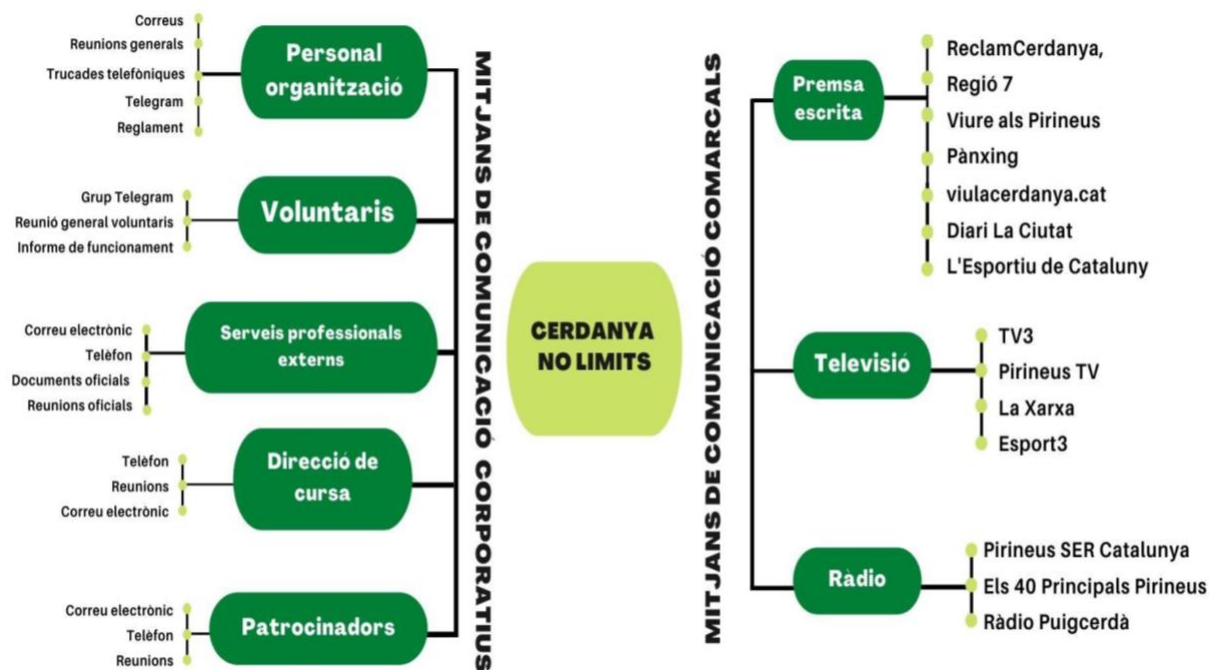 Correus
Reunions generals
Trucades telefòniques
Telegram
Reglament
Personal
organització
Grup Telegram
Reunió general voluntaris
Informe de funcionament
Voluntaris
Correu electrònic
Telèfon
Documents oficials
Reunions oficials
Serveis professionals
externs
Telèfon
Reunions
Correu electrònic
Direcció de
cursa
Correu electrònic
Telèfon
Reunions
Patrocinadors
MITJANS DE COMUNICACIÓ CORPORATIUS
CERDANYA
NO LIMITS
MITJANS DE COMUNICACIÓ COMARCALS
Premsa
escrita
ReclamCerdanya,
Regió 7
Viure als Pirineus
Pànxing
viulacerdanya.cat
Diari La Ciutat
L'Esportiu de Cataluny
Televisió
TV3
Pirineus TV
La Xarxa
Esport3
Ràdio
Pirineus SER Catalunya
Els 40 Principals Pirineus
Ràdio Puigcerdà